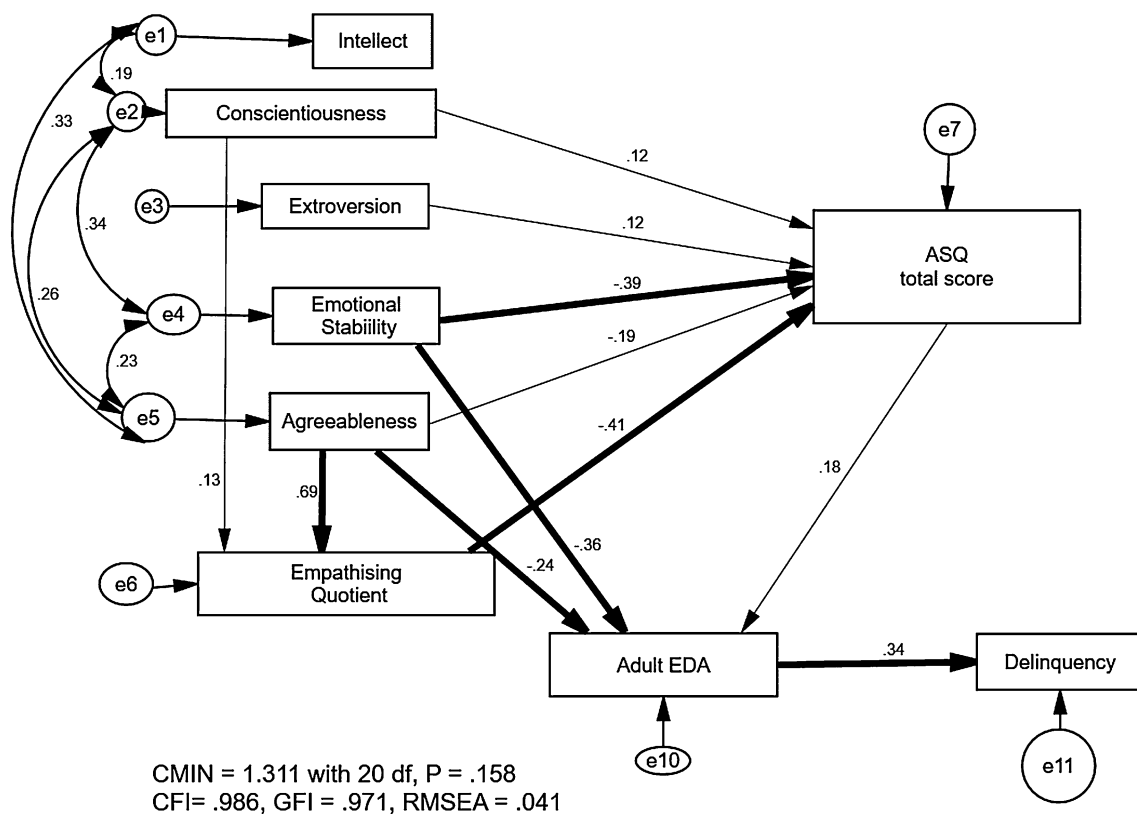 e1
Intellect
.19
e2
Conscientiousness
.33
.12
e7
e3
Extroversion
.12
.34
ASQ
total score
-.39
.26
e4
Emotional
Stabiility
-.19
.23
e5
Agreeableness
-.41
.18
.13
.69
-.36
-.24
e6
Empathising
Quotient
Adult EDA
.34
Delinquency
e10
e11
CMIN = 1.311 with 20 df, P = .158
CFI= .986, GFI = .971, RMSEA = .041